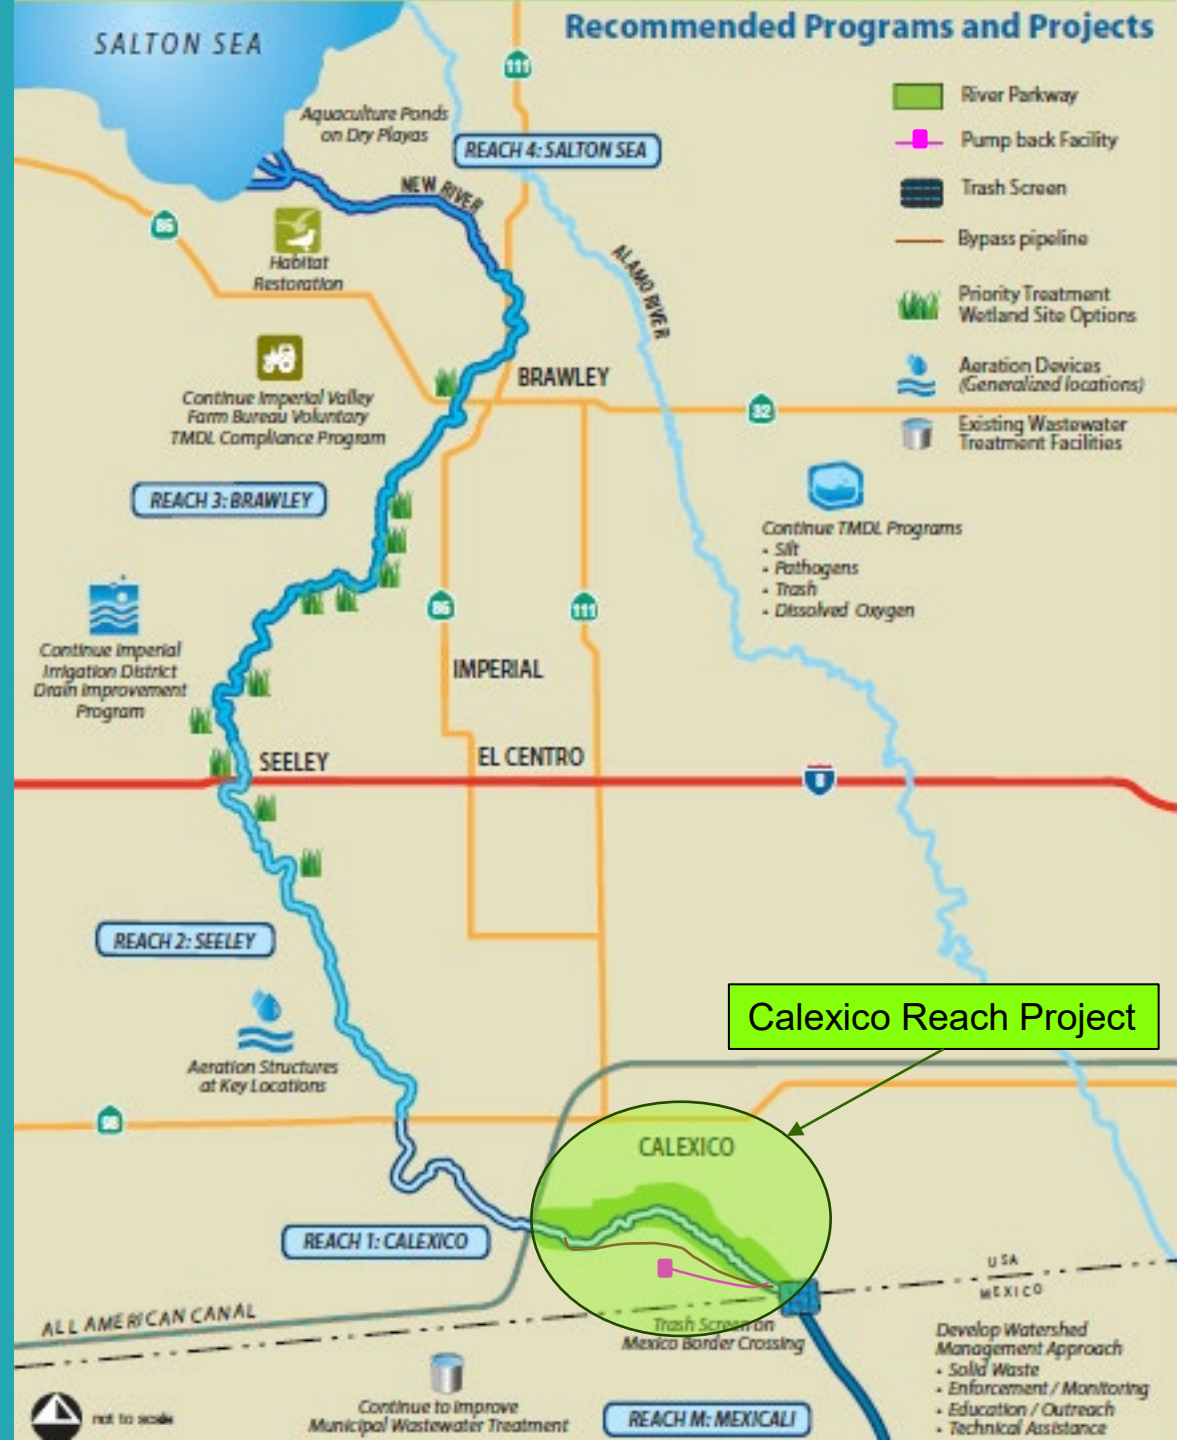 Recommended Programs and Projects
SALTON SEA
111
River Parkway
Pump back Facility
Trash Screen
Bypass pipeline
Priority Treatment
Wetland Site Options
Aeration Devices
(Generalized locations)
Existing Wastewater
Treatment Facilities
Aquaculture Ponds
on Dry Playas
REACH 4: SALTON SEA
NEW RIVER
86
Habitat
Restoration
ALAMO RIVER
Continue Imperial Valley
Farm Bureau Voluntary
TMDL Compliance Program
BRAWLEY
32
REACH 3: BRAWLEY
Continue TMDL Programs
• Silt
• Pathogens
• Trash
• Dissolved Oxygen
86
111
Continue Imperial
Irrigation District
Drain Improvement
Program
IMPERIAL
SEELEY
EL CENTRO
8
REACH 2: SEELEY
Calexico Reach Project
Aeration Structures
at Key Locations
98
CALEXICO
REACH 1: CALEXICO
USA
MEXICO
ALL AMERICAN CANAL
Trash Screen on
Mexico Border Crossing
Develop Watershed
Management Approach
• Solid Waste
• Enforcement / Monitoring
• Education / Outreach
• Technical Assistance
Continue to Improve
Municipal Wastewater Treatment
REACH M: MEXICALI
not to scale